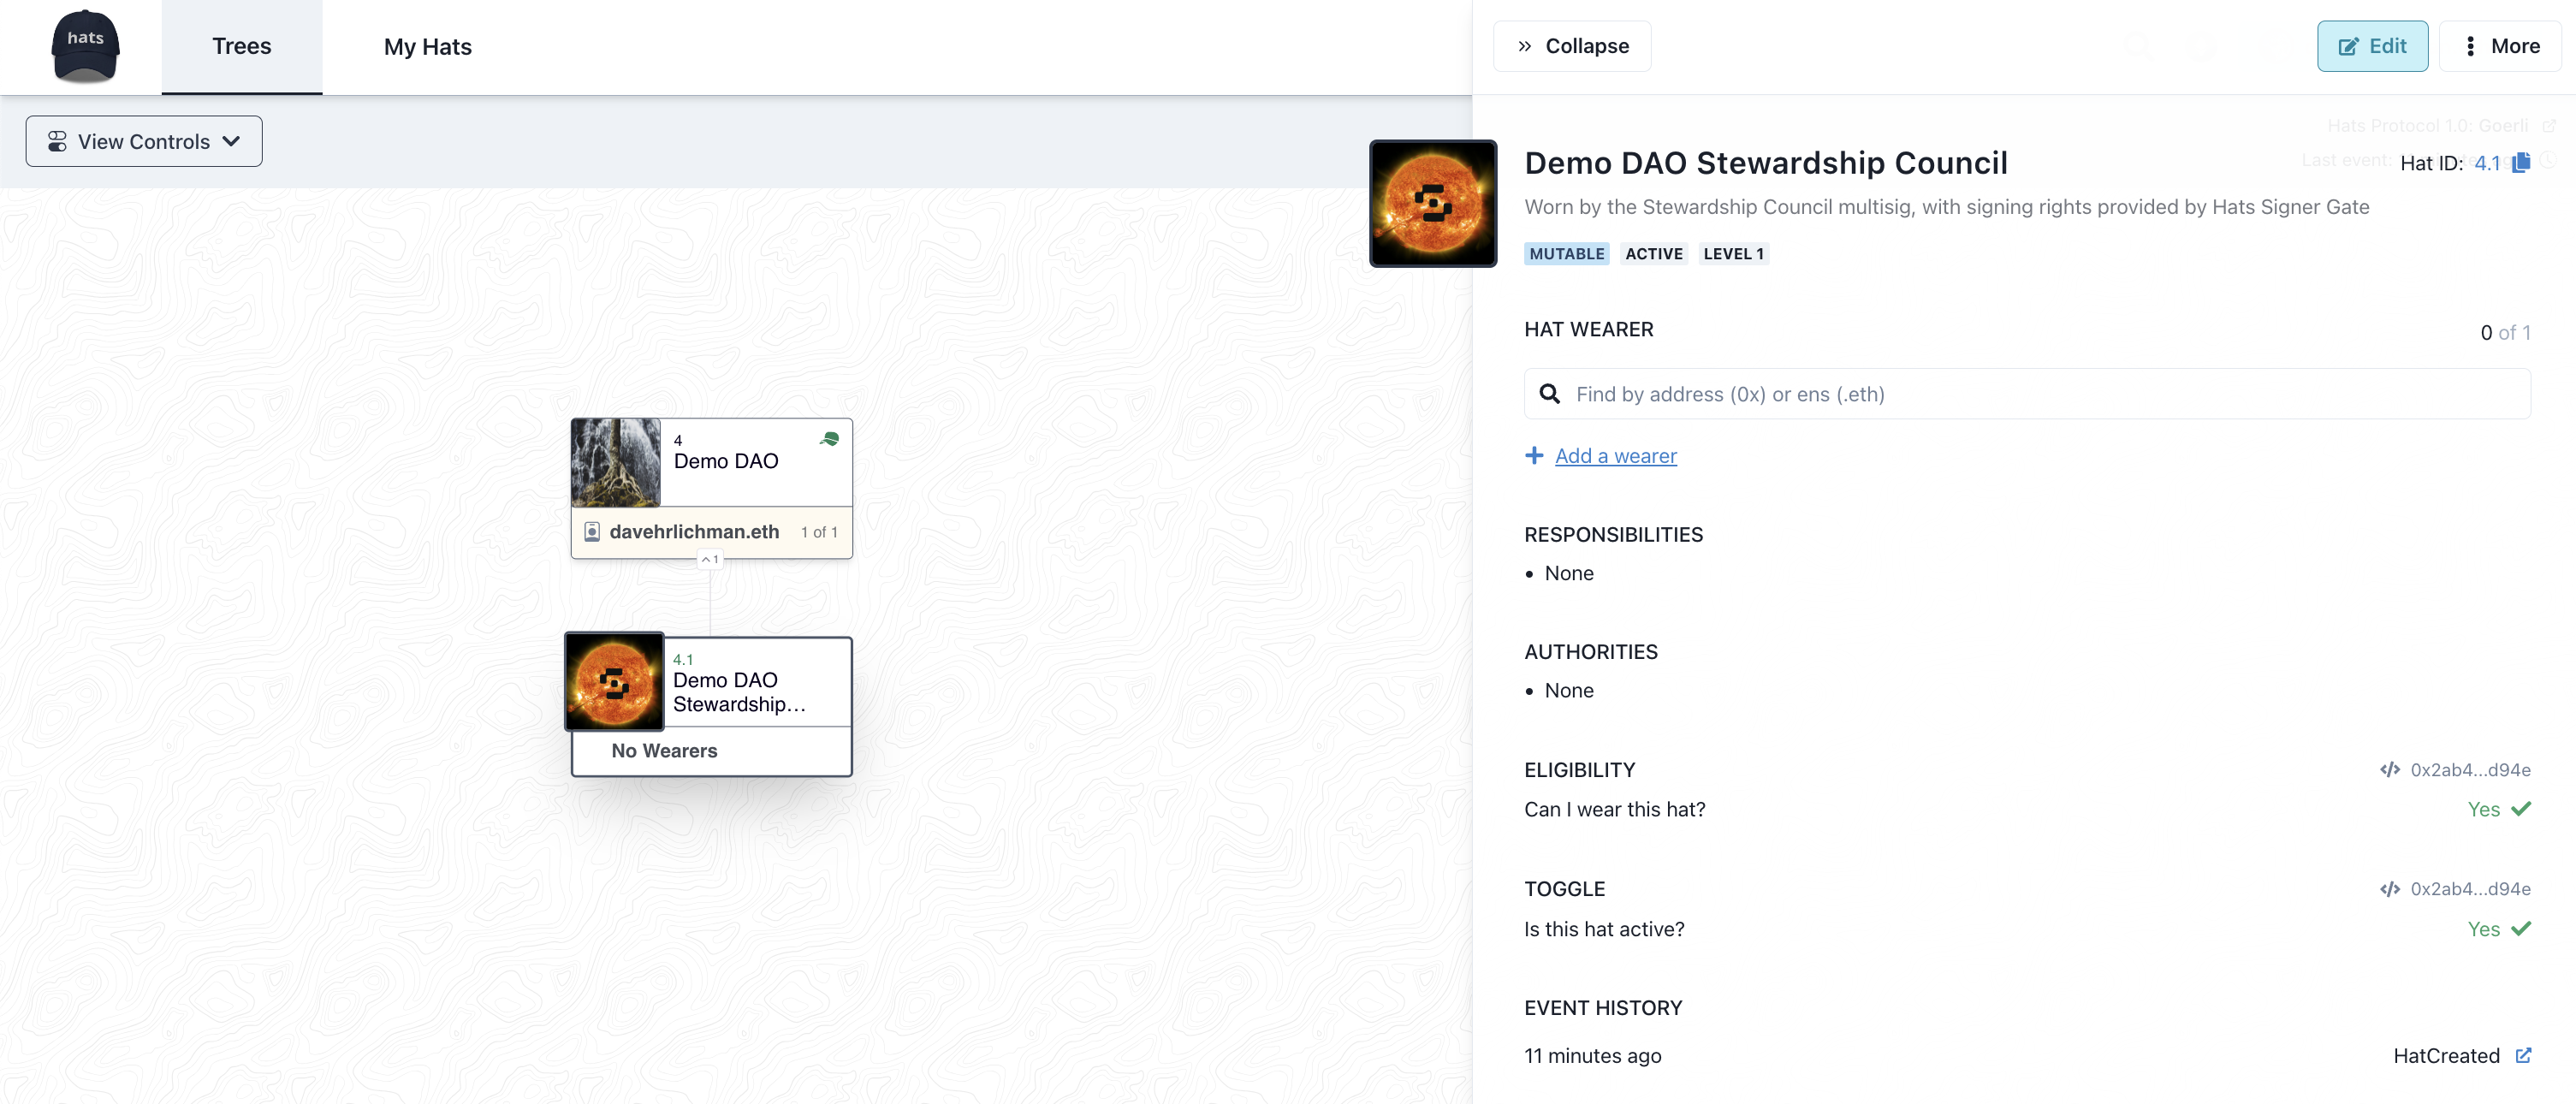 hats
Trees
My Hats
Collapse
Edit
More
View Controls
Hats Protocol 1.0: Goerli
Last event:
Demo DAO Stewardship Council
Hat ID: 4.1
Worn by the Stewardship Council multisig, with signing rights provided by Hats Signer Gate
MUTABLE ACTIVE LEVEL 1
HAT WEARER
0 of 1
Find by address (0x) or ens (.eth)
Add a wearer
RESPONSIBILITIES
• None
AUTHORITIES
• None
ELIGIBILITY
</> 0x2ab4...d94e
Can I wear this hat?
Yes
TOGGLE
</> 0x2ab4...d94e
Is this hat active?
Yes
EVENT HISTORY
11 minutes ago
HatCreated
4
Demo DAO
davehrlichman.eth 1 of 1
1
4.1
Demo DAO
Stewardship...
No Wearers